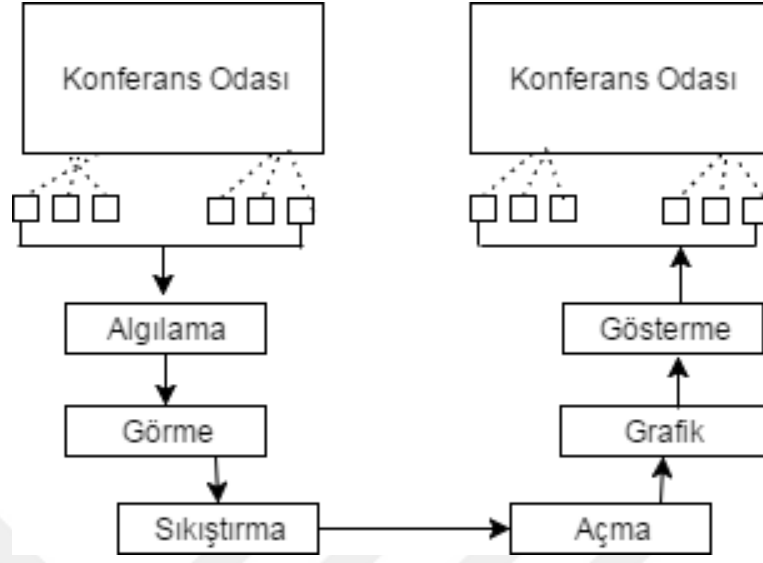 Konferans Odası
Konferans Odası
Algılama
Gösterme
Görme
Grafik
Sıkıştırma
Açma